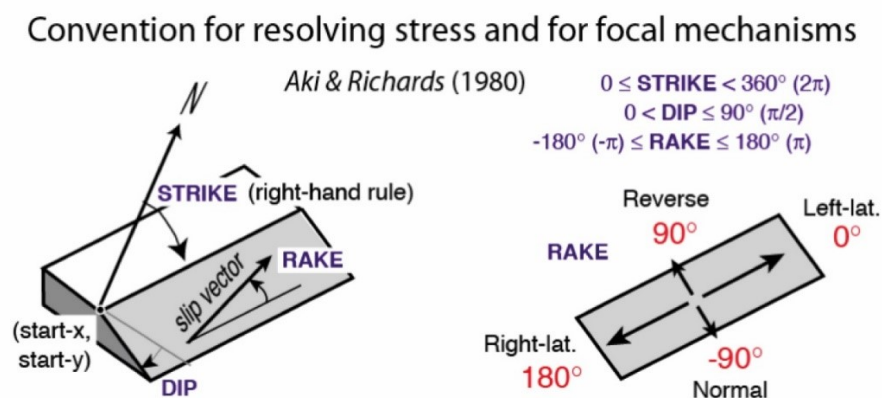 Convention for resolving stress and for focal mechanisms
Aki & Richards (1980)
0 ≤ STRIKE < 360° (2π)
0 < DIP ≤ 90° (π/2)
-180° (-π) ≤ RAKE ≤ 180° (π)
N
STRIKE (right-hand rule)
slip vector
RAKE
(start-x,
start-y)
DIP
RAKE
Reverse
90°
Left-lat.
0°
Right-lat.
180°
-90°
Normal